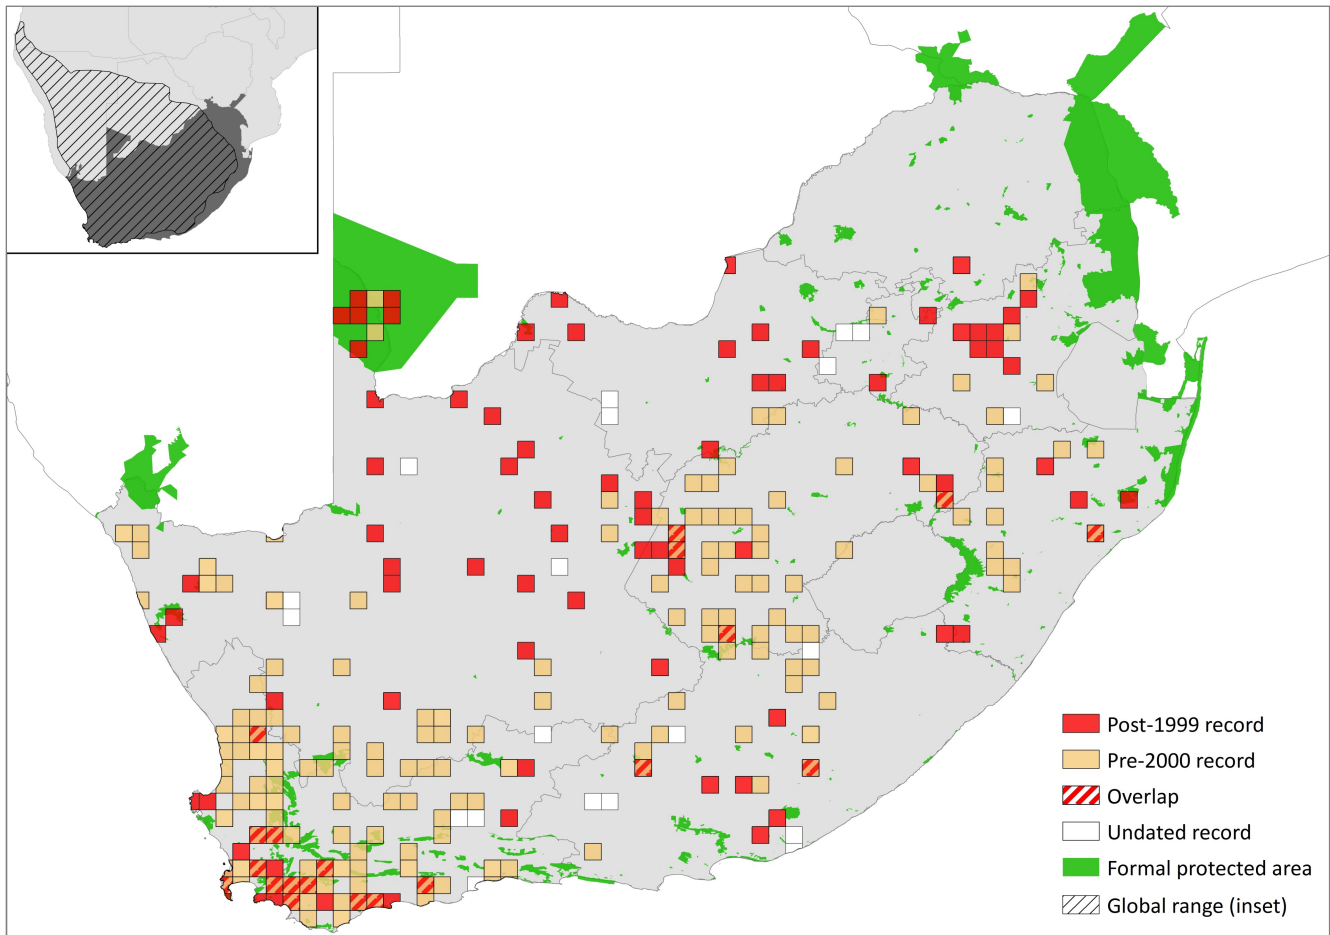 Post-1999 record
Pre-2000 record
Overlap
Undated record
Formal protected area
Global range (inset)